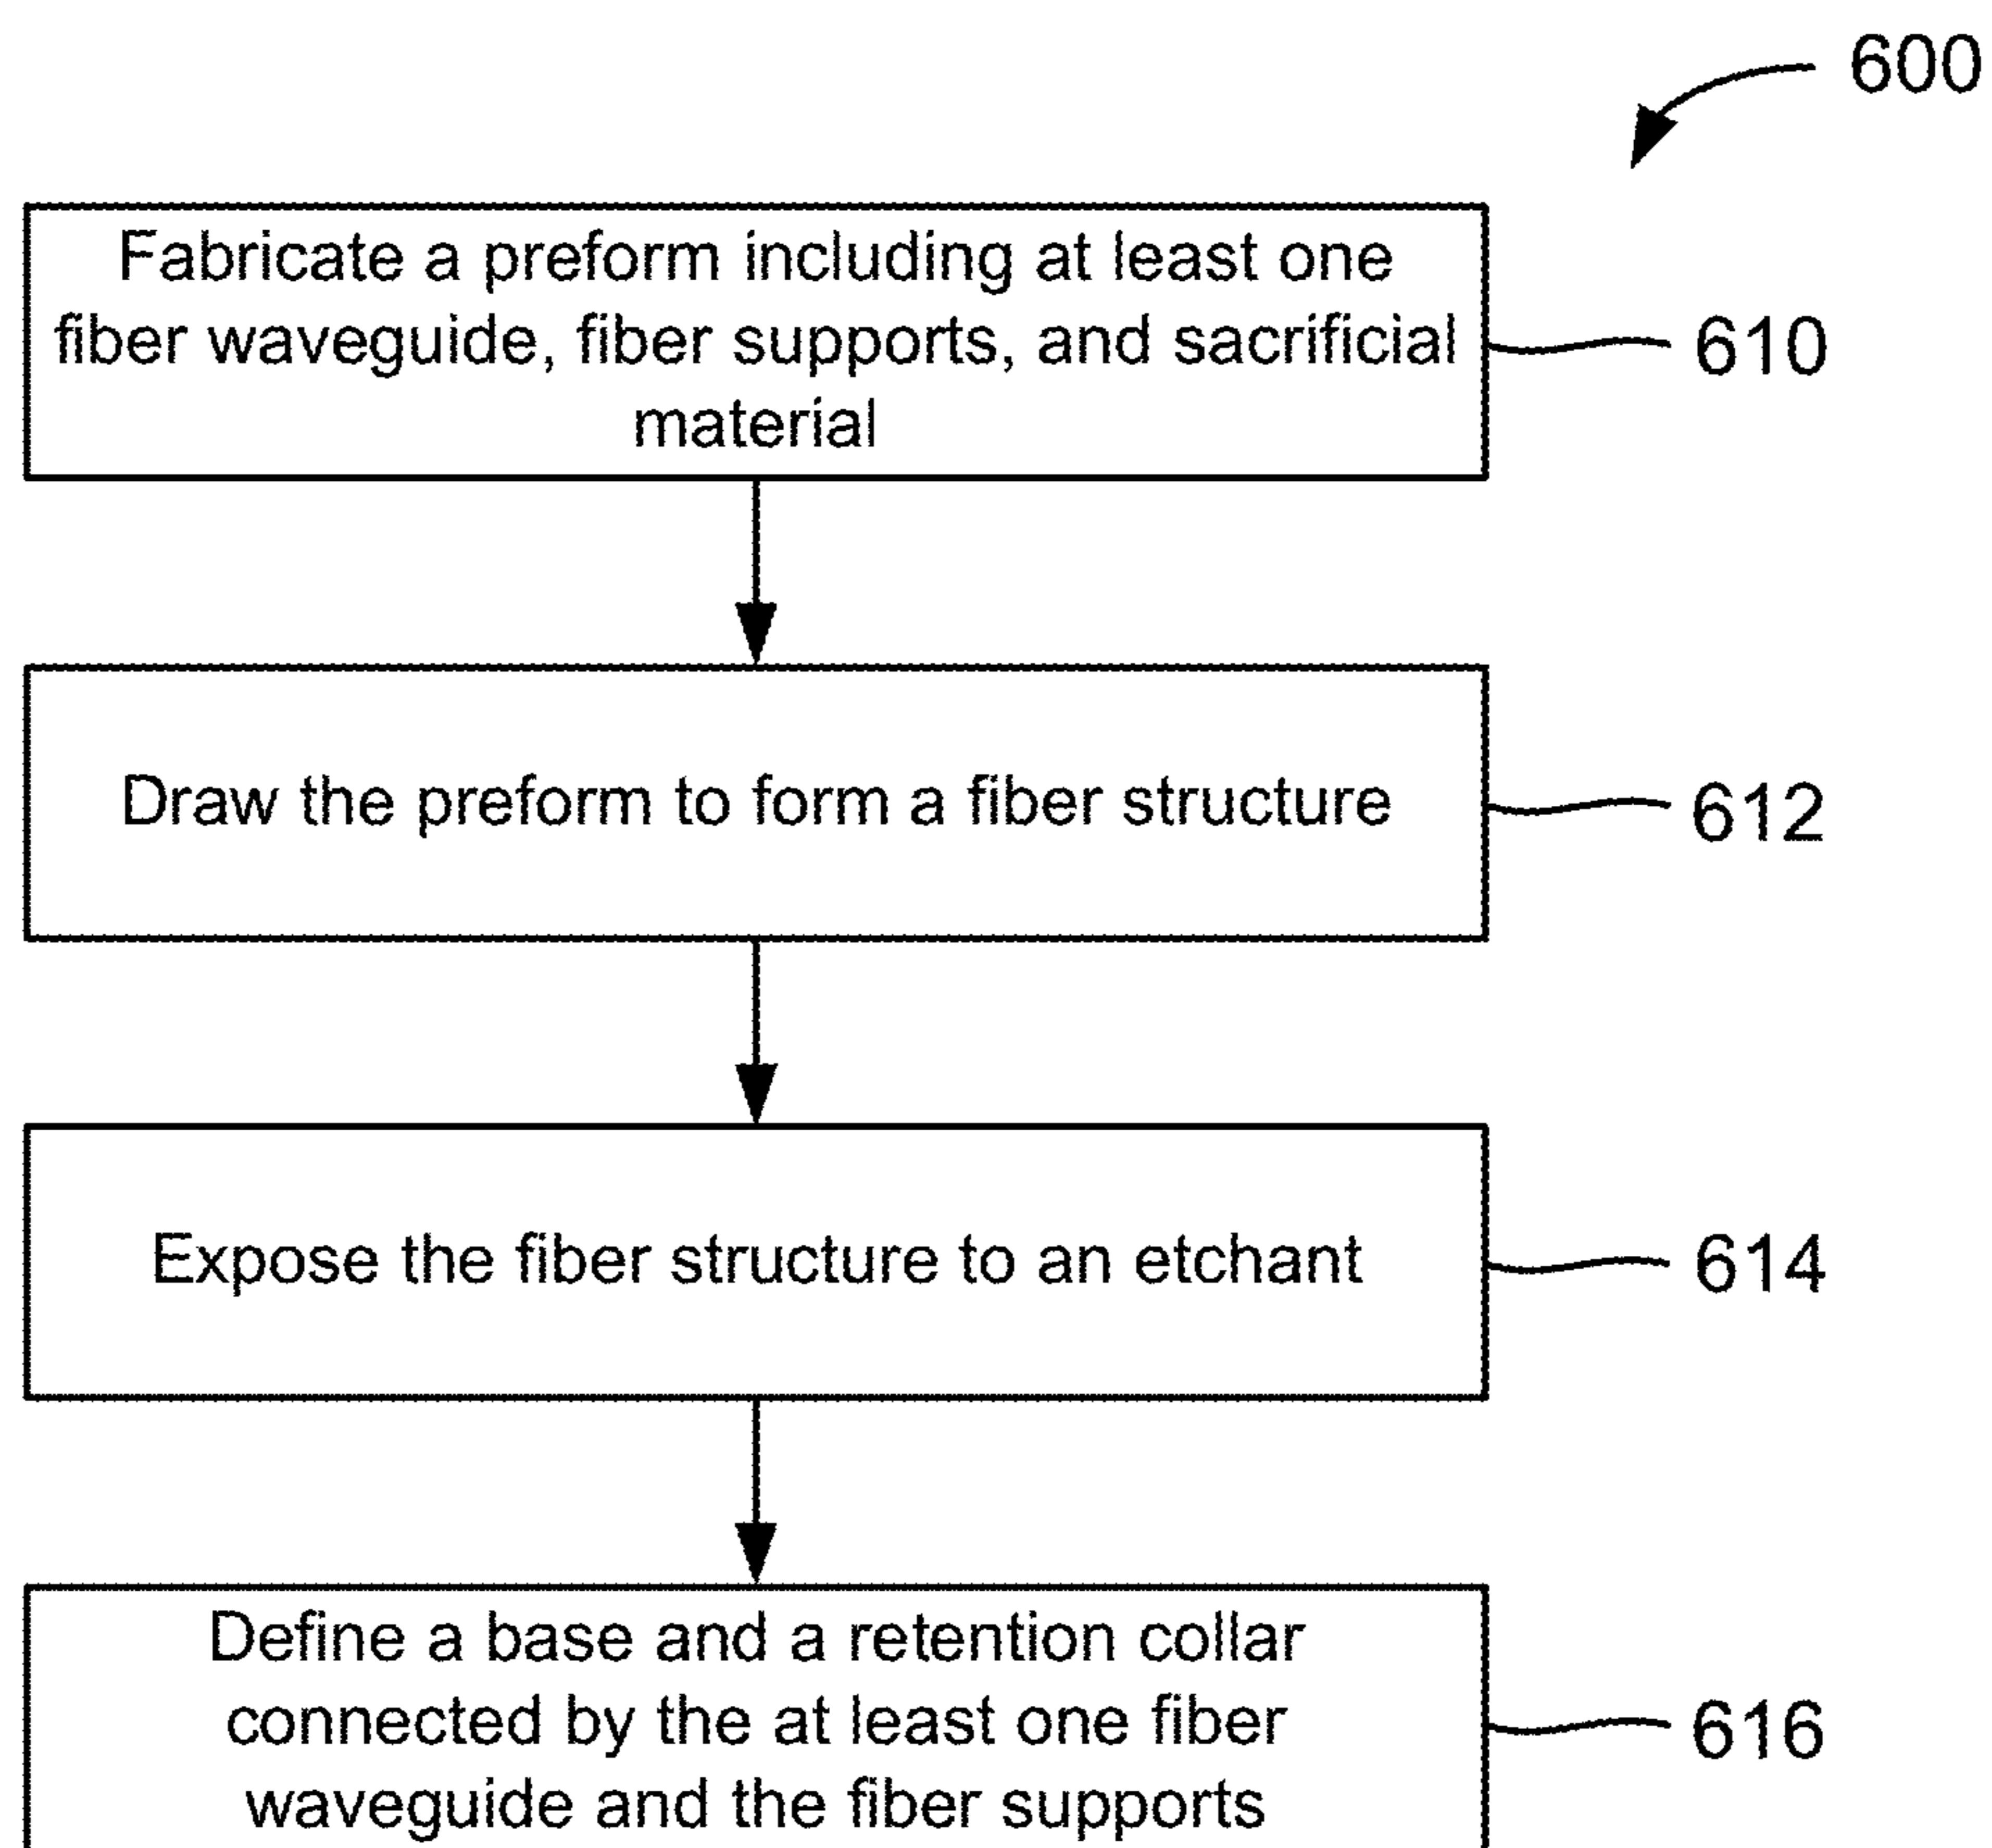 600
Fabricate a preform including at least one
fiber waveguide, fiber supports, and sacrificial
material
610
Draw the preform to form a fiber structure
612
Expose the fiber structure to an etchant
614
Define a base and a retention collar
connected by the at least one fiber
waveguide and the fiber supports
616